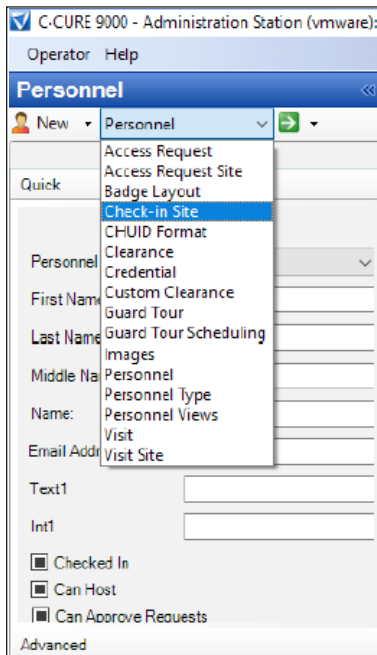 C•CURE 9000 - Administration Station (vmware):
Operator Help
Personnel
New Personnel
Access Request
Access Request Site
Quick
Badge Layout
Check-in Site
CHUID Format
Clearance
Personnel
Credential
Custom Clearance
First Name
Guard Tour
Guard Tour Scheduling
Last Name
Images
Middle Na
Personnel
Personnel Type
Name:
Personnel Views
Visit
Email Addr
Visit Site
Text1
Int1
Checked In
Can Host
Can Approve Requests
Advanced